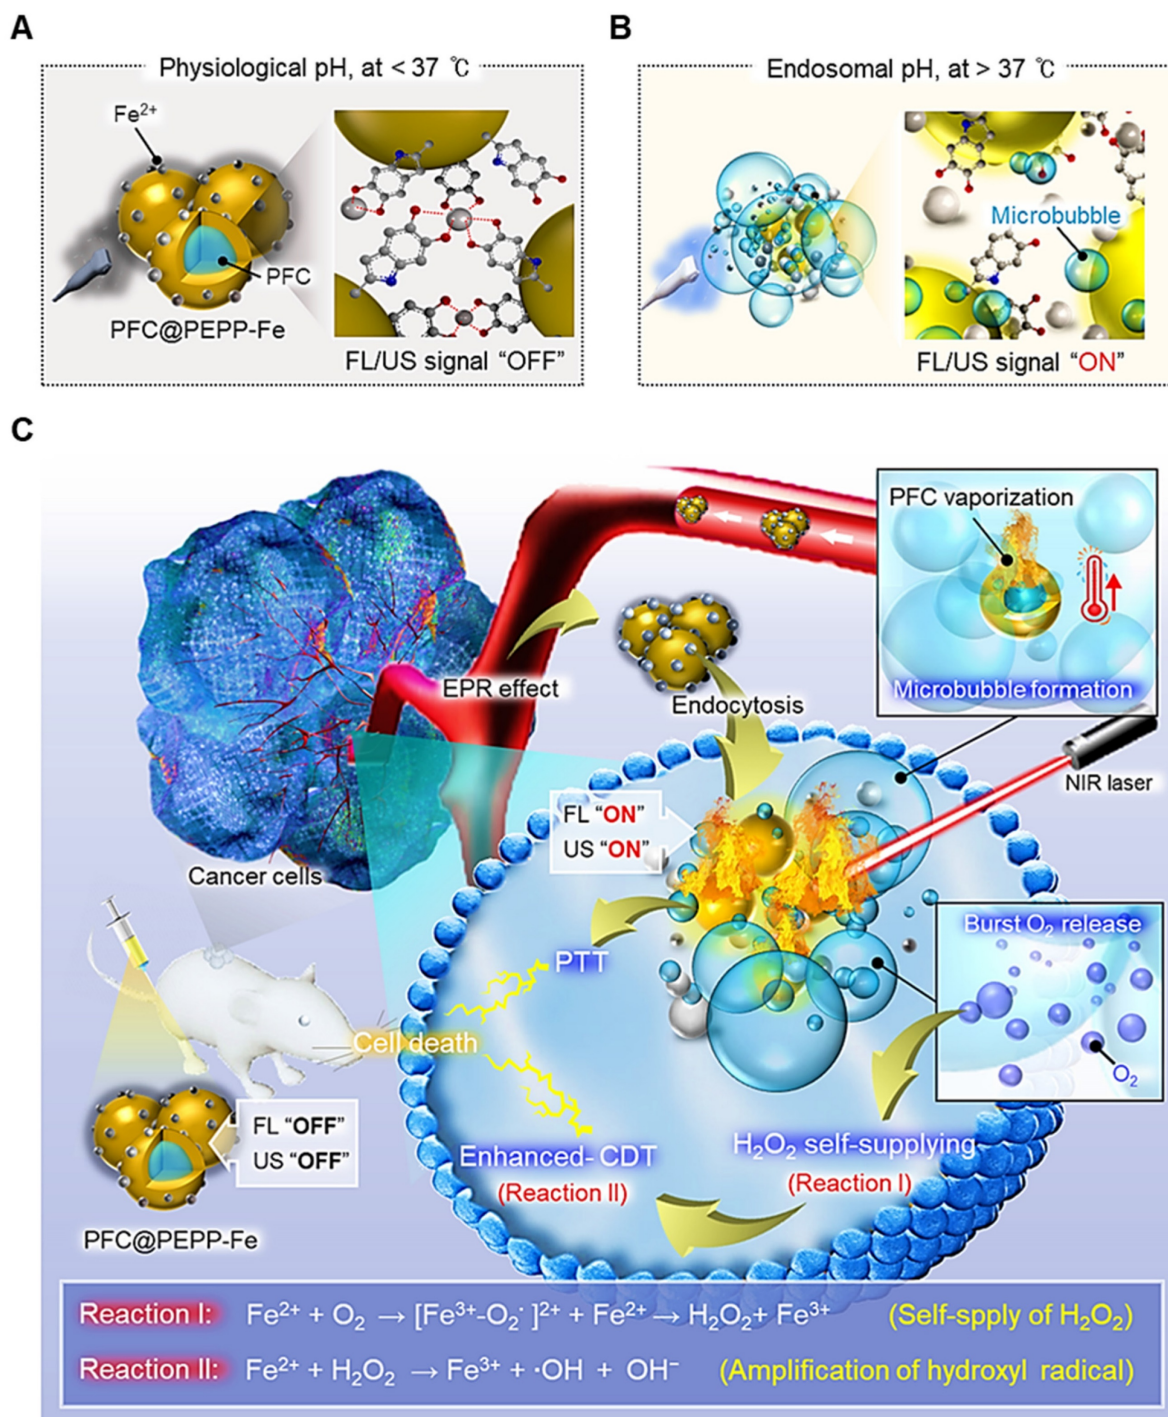 A
Physiological pH, at < 37 ℃
Fe²⁺
PFC
PFC@PEPP-Fe
FL/US signal “OFF”
B
Endosomal pH, at > 37 ℃
Microbubble
FL/US signal “ON”
C
PFC vaporization
Microbubble formation
EPR effect
Endocytosis
NIR laser
FL “ON”
US “ON”
Cancer cells
Burst O₂ release
O₂
PTT
Cell death
FL “OFF”
US “OFF”
PFC@PEPP-Fe
Enhanced- CDT
(Reaction II)
H₂O₂ self-supplying
(Reaction I)
Reaction I: Fe²⁺ + O₂ → [Fe³⁺-O₂˙ ]²⁺ + Fe²⁺ → H₂O₂+ Fe³⁺ (Self-spply of H₂O₂)
Reaction II: Fe²⁺ + H₂O₂ → Fe³⁺ + ·OH + OH⁻ (Amplification of hydroxyl radical)